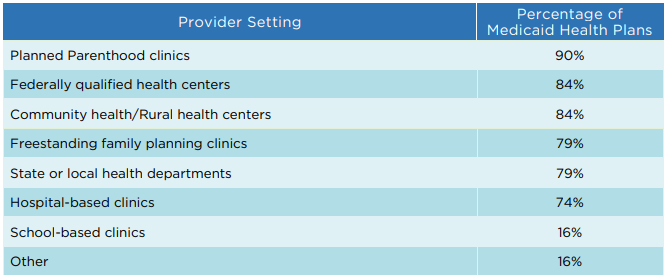 Provider Setting
Percentage of
Medicaid Health Plans
Planned Parenthood clinics 90%
Federally qualified health centers 84%
Community health/Rural health centers 84%
Freestanding family planning clinics 79%
State or local health departments 79%
Hospital-based clinics 74%
School-based clinics 16%
Other 16%